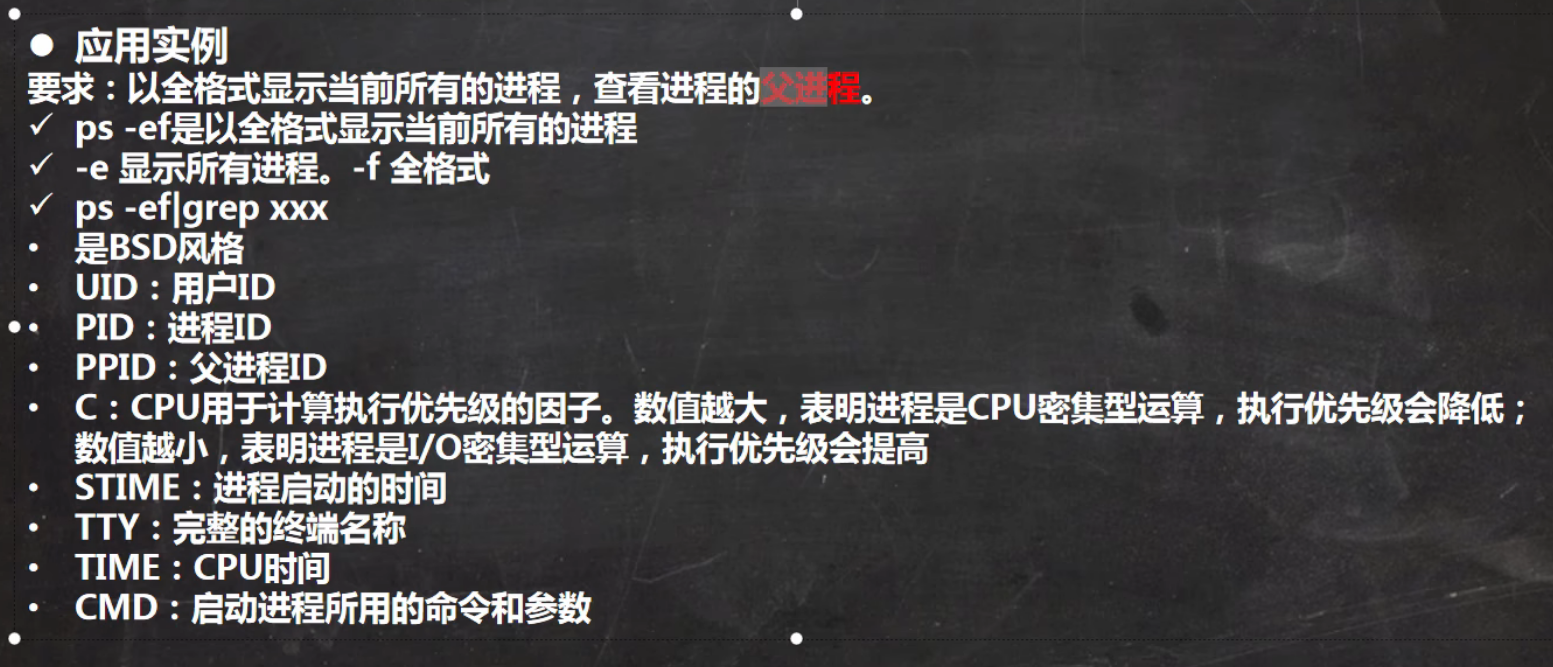 ● 应用实例
要求：以全格式显示当前所有的进程，查看进程的父进程。
✓ ps -ef是以全格式显示当前所有的进程
✓ -e 显示所有进程。-f 全格式
✓ ps -ef|grep xxx
• 是BSD风格
• UID：用户ID
• PID：进程ID
• PPID：父进程ID
• C：CPU用于计算执行优先级的因子。数值越大，表明进程是CPU密集型运算，执行优先级会降低；
数值越小，表明进程是I/O密集型运算，执行优先级会提高
• STIME：进程启动的时间
• TTY：完整的终端名称
• TIME：CPU时间
• CMD：启动进程所用的命令和参数